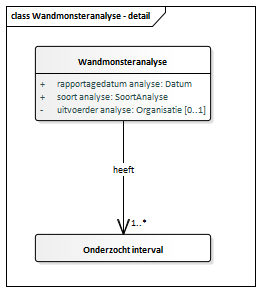 class Wandmonsteranalyse - detail
Wandmonsteranalyse
+ rapportagedatum analyse: Datum
+ soort analyse: SoortAnalyse
- uitvoerder analyse: Organisatie [0..1]
heeft
1..*
Onderzocht interval